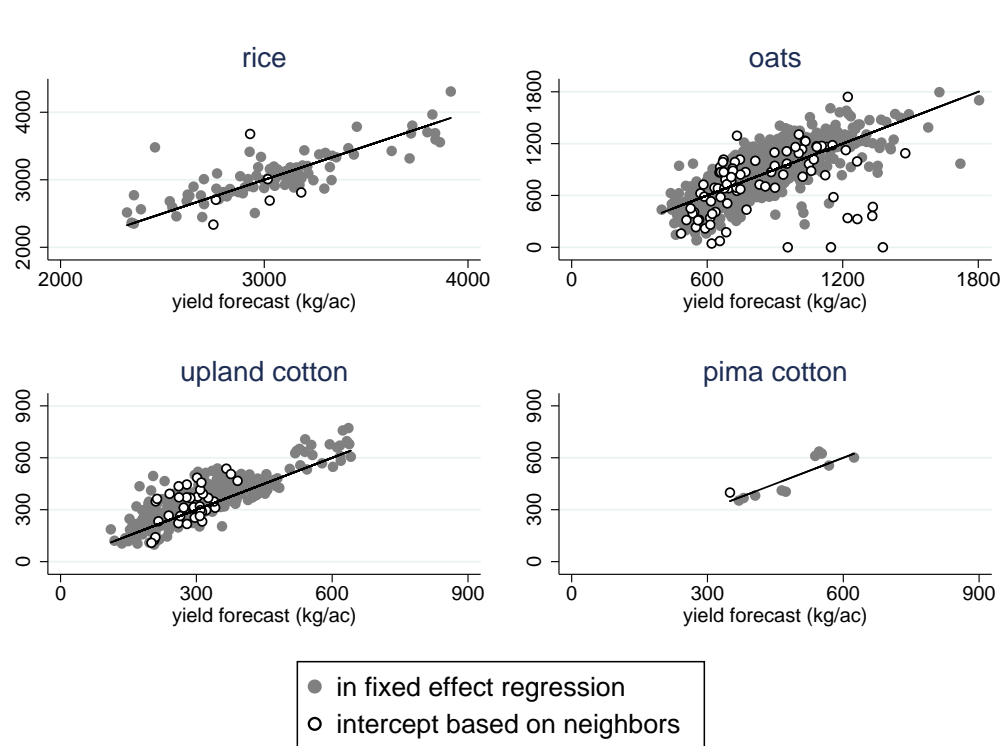 rice
4000
3000
2000
2000 3000 4000
yield forecast (kg/ac)
oats
1800
1200
600
0
0 600 1200 1800
yield forecast (kg/ac)
upland cotton
900
600
300
0
0 300 600 900
yield forecast (kg/ac)
pima cotton
900
600
300
0
0 300 600 900
yield forecast (kg/ac)
in fixed effect regression
intercept based on neighbors